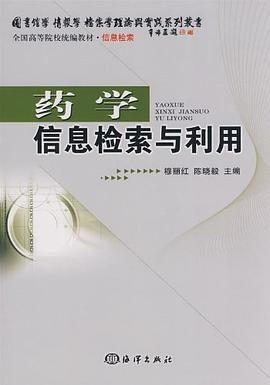 图书馆学 情报学 档案学理论与实践系列丛书
全国高等院校统编教材·信息检索
药学
YAOXUE
XINXI JIANSUO
YU LIYONG
信息检索与利用
穆丽红 陈晓毅 主编
海洋出版社